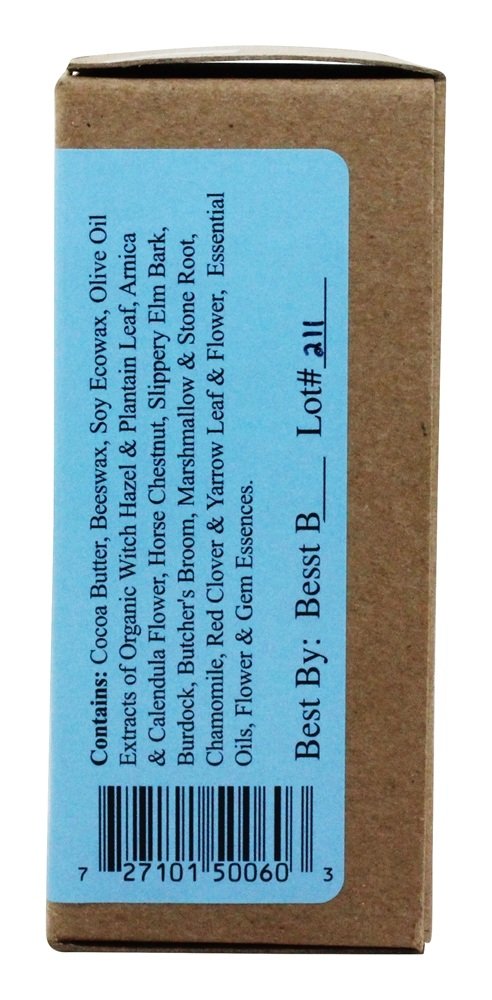 Contains: Cocoa Butter, Beeswax, Soy Ecowax, Olive Oil
Extracts of Organic Witch Hazel & Plantain Leaf, Arnica
& Calendula Flower, Horse Chestnut, Slippery Elm Bark,
Burdock, Butcher's Broom, Marshmallow & Stone Root,
Chamomile, Red Clover & Yarrow Leaf & Flower, Essential
Oils, Flower & Gem Essences.
Best By: Besst B___ Lot# 211
7 27101 50060 3